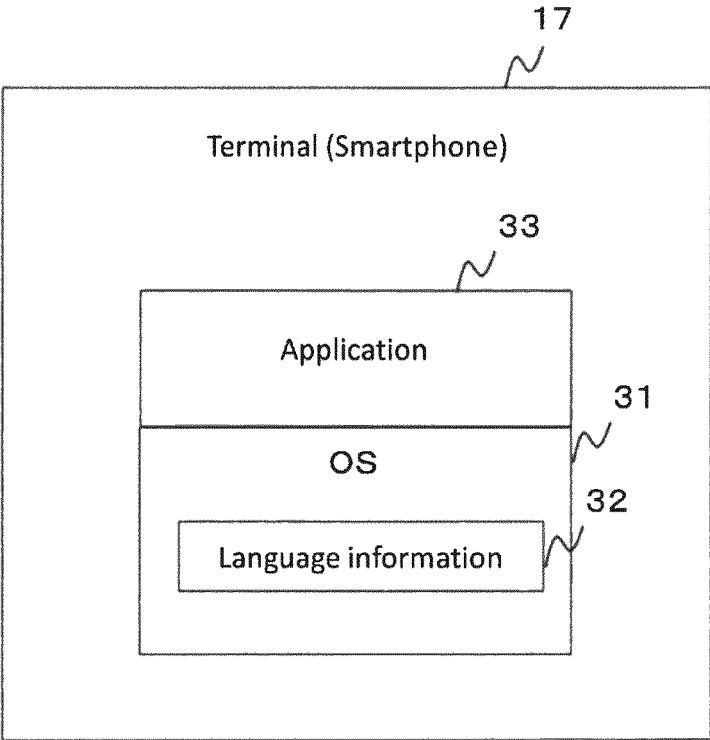 17
Terminal (Smartphone)
33
Application
31
OS
32
Language information